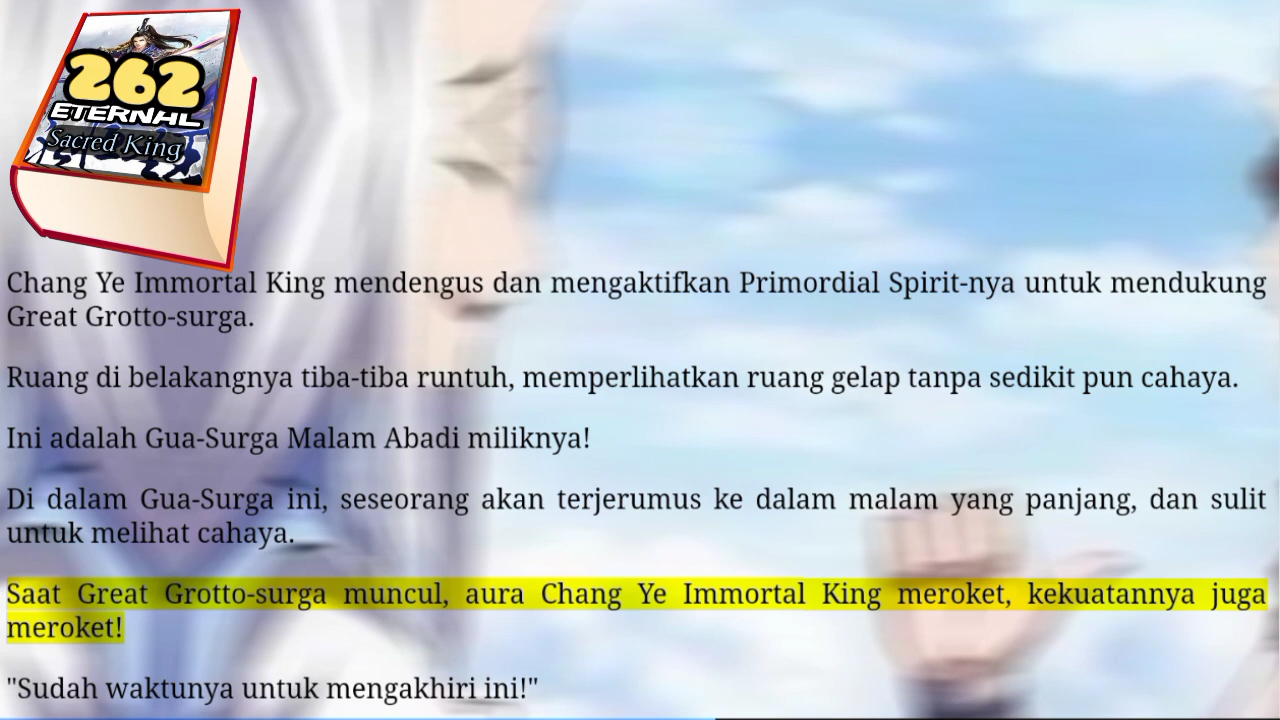 262
ETERNAL
Sacred King
Chang Ye Immortal King mendengus dan mengaktifkan Primordial Spirit-nya untuk mendukung
Great Grotto-surga.
Ruang di belakangnya tiba-tiba runtuh, memperlihatkan ruang gelap tanpa sedikit pun cahaya.
Ini adalah Gua-Surga Malam Abadi miliknya!
Di dalam Gua-Surga ini, seseorang akan terjerumus ke dalam malam yang panjang, dan sulit
untuk melihat cahaya.
Saat Great Grotto-surga muncul, aura Chang Ye Immortal King meroket, kekuatannya juga
meroket!
"Sudah waktunya untuk mengakhiri ini!"